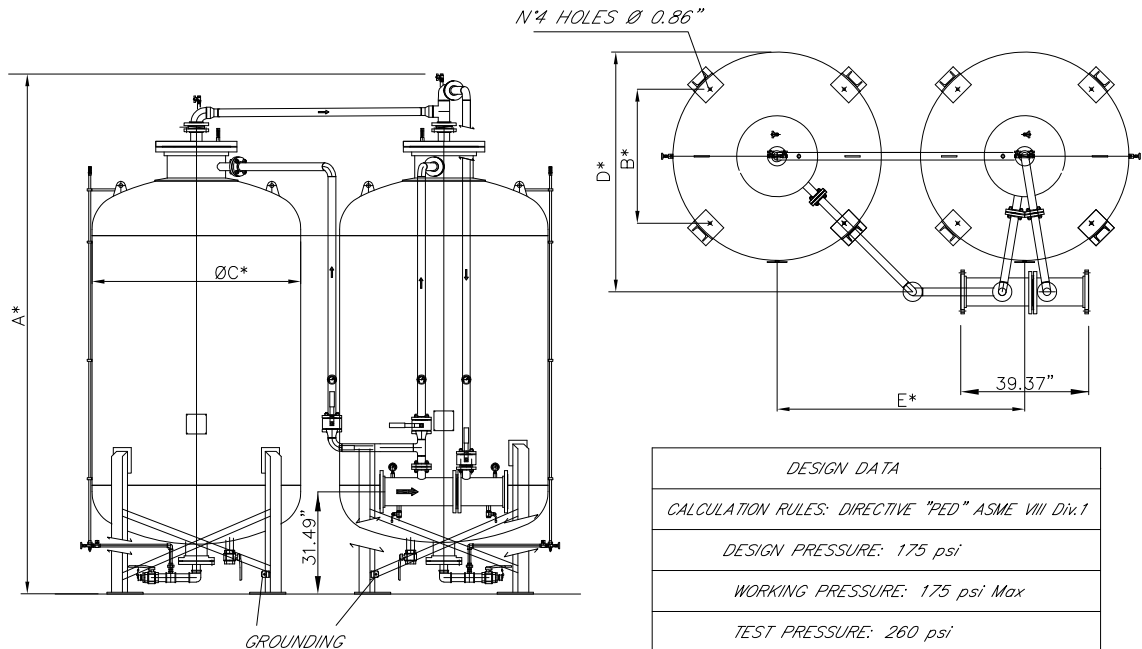 N°4 HOLES Ø 0.86"
A*
ØC*
31.49"
GROUNDING
D*
B*
E*
39.37"
DESIGN DATA
CALCULATION RULES: DIRECTIVE "PED" ASME VIII Div.1
DESIGN PRESSURE: 175 psi
WORKING PRESSURE: 175 psi Max
TEST PRESSURE: 260 psi